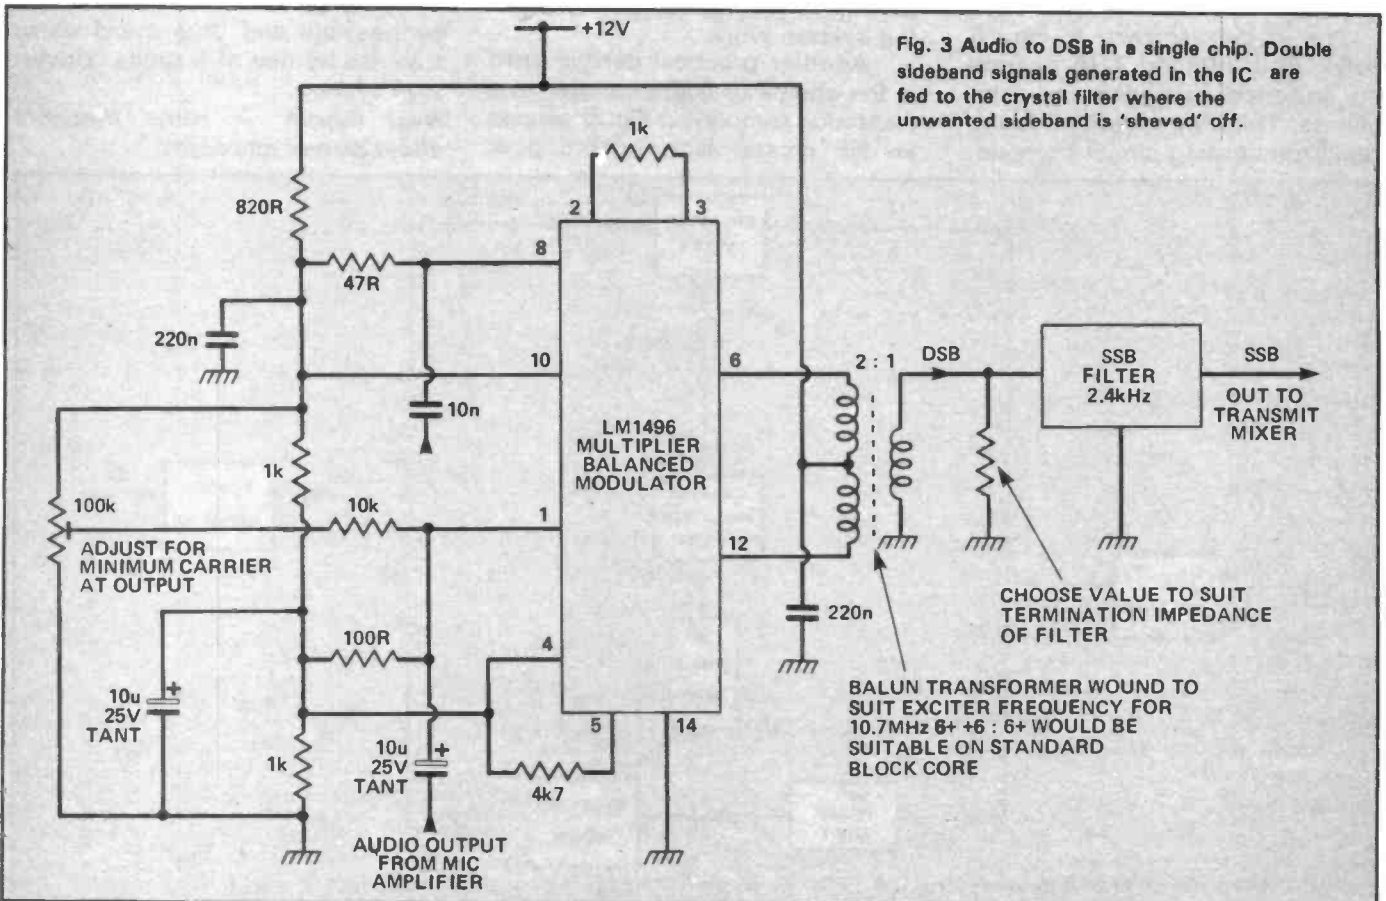 +12V
Fig. 3 Audio to DSB in a single chip. Double
sideband signals generated in the IC are
fed to the crystal filter where the
unwanted sideband is 'shaved' off.
1k
820R
2
3
8
47R
220n
10
6
2 : 1
DSB
SSB
FILTER
2.4kHz
SSB
OUT TO
TRANSMIT
MIXER
10n
LM1496
MULTIPLIER
BALANCED
MODULATOR
1k
100k
10k
1
12
ADJUST FOR
MINIMUM CARRIER
AT OUTPUT
220n
CHOOSE VALUE TO SUIT
TERMINATION IMPEDANCE
OF FILTER
100R
4
10u
25V
TANT
+
5
14
BALUN TRANSFORMER WOUND TO
SUIT EXCITER FREQUENCY FOR
10.7MHz 6+ +6 : 6+ WOULD BE
SUITABLE ON STANDARD
BLOCK CORE
1k
10u
25V
TANT
+
4k7
AUDIO OUTPUT
FROM MIC
AMPLIFIER